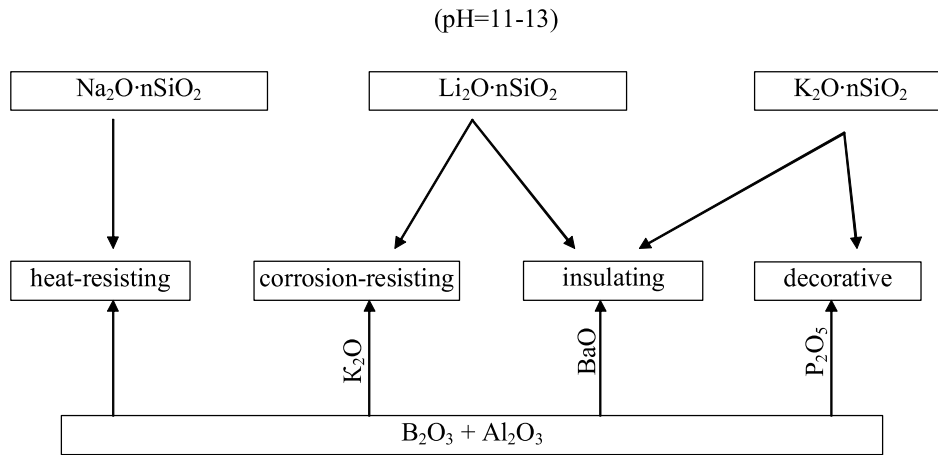 (pH=11-13)
Na₂O·nSiO₂
Li₂O·nSiO₂
K₂O·nSiO₂
heat-resisting
corrosion-resisting
insulating
decorative
K₂O
BaO
P₂O₅
B₂O₃ + Al₂O₃